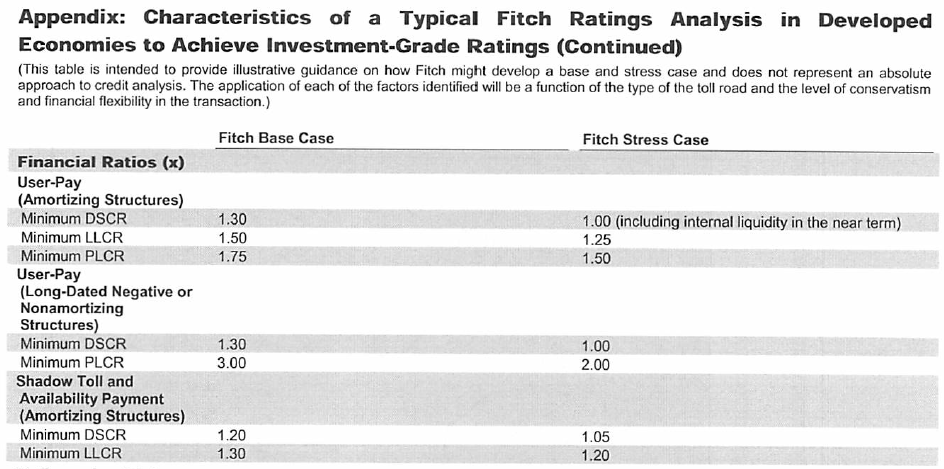 Appendix: Characteristics of a Typical Fitch Ratings Analysis in Developed
Economies to Achieve Investment-Grade Ratings (Continued)
(This table is intended to provide illustrative guidance on how Fitch might develop a base and stress case and does not represent an absolute
approach to credit analysis. The application of each of the factors identified will be a function of the type of the toll road and the level of conservatism
and financial flexibility in the transaction.)
Fitch Base Case Fitch Stress Case
Financial Ratios (x)
User-Pay
(Amortizing Structures)
Minimum DSCR 1.30 1.00 (including internal liquidity in the near term)
Minimum LLCR 1.50 1.25
Minimum PLCR 1.75 1.50
User-Pay
(Long-Dated Negative or
Nonamortizing
Structures)
Minimum DSCR 1.30 1.00
Minimum PLCR 3.00 2.00
Shadow Toll and
Availability Payment
(Amortizing Structures)
Minimum DSCR 1.20 1.05
Minimum LLCR 1.30 1.20